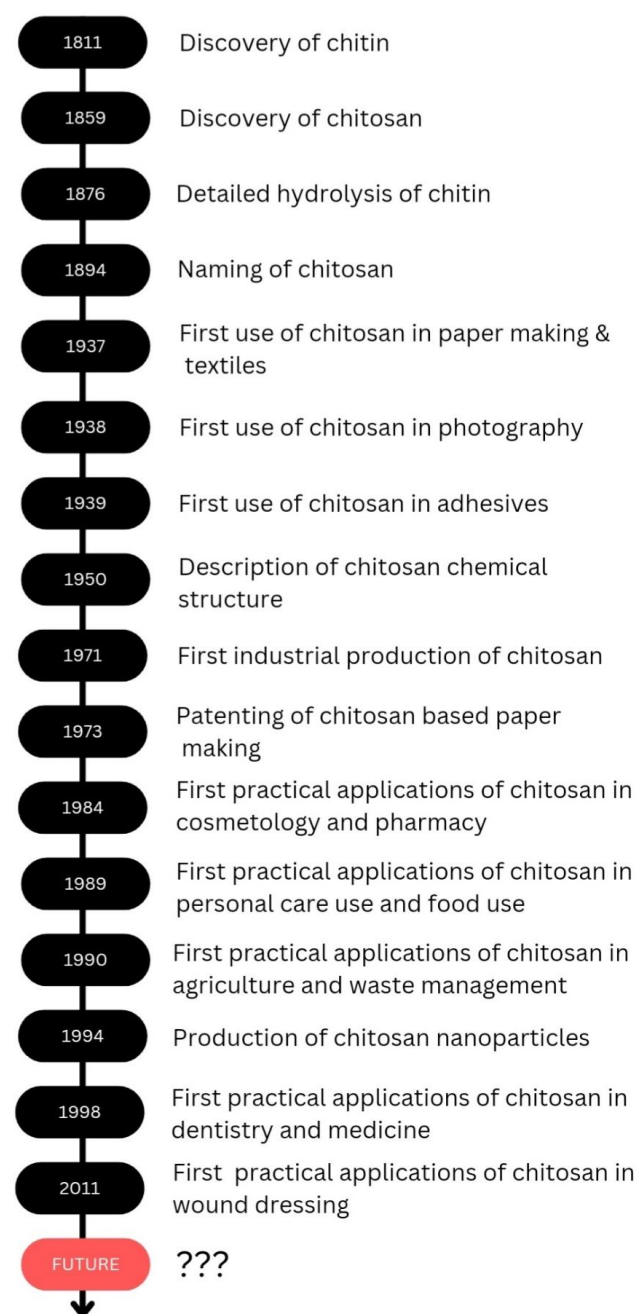 1811 Discovery of chitin
1859 Discovery of chitosan
1876 Detailed hydrolysis of chitin
1894 Naming of chitosan
1937 First use of chitosan in paper making &
textiles
1938 First use of chitosan in photography
1939 First use of chitosan in adhesives
1950 Description of chitosan chemical
structure
1971 First industrial production of chitosan
1973 Patenting of chitosan based paper
making
1984 First practical applications of chitosan in
cosmetology and pharmacy
1989 First practical applications of chitosan in
personal care use and food use
1990 First practical applications of chitosan in
agriculture and waste management
1994 Production of chitosan nanoparticles
1998 First practical applications of chitosan in
dentistry and medicine
2011 First practical applications of chitosan in
wound dressing
FUTURE ???